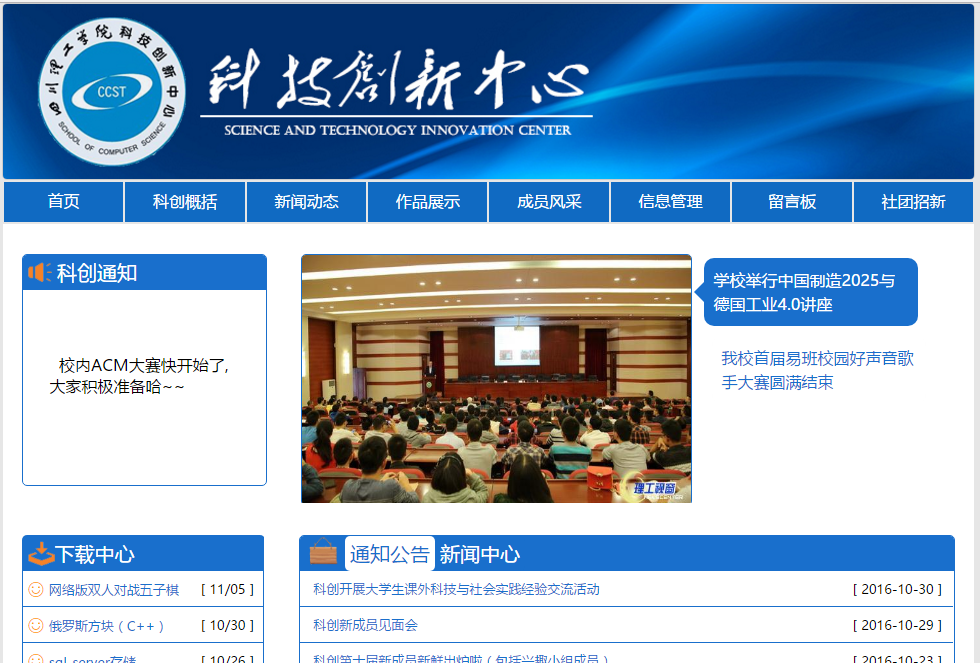 四川理工学院科技创新中心
CCST
SCHOOL OF COMPUTER SCIENCE
科技创新中心
SCIENCE AND TECHNOLOGY INNOVATION CENTER
首页 科创概括 新闻动态 作品展示 成员风采 信息管理 留言板 社团招新
科创通知
校内ACM大赛快开始了,
大家积极准备哈~~
学校举行中国制造2025与
德国工业4.0讲座
我校首届易班校园好声音歌
手大赛圆满结束
理工视窗
下载中心
网络版双人对战五子棋 [ 11/05 ]
俄罗斯方块（C++） [ 10/30 ]
sql server存储 [ 10/26 ]
通知公告 新闻中心
科创开展大学生课外科技与社会实践经验交流活动 [ 2016-10-30 ]
科创新成员见面会 [ 2016-10-29 ]
科创第十届新成员新鲜出炉啦（包括兴趣小组成员） [ 2016-10-23 ]